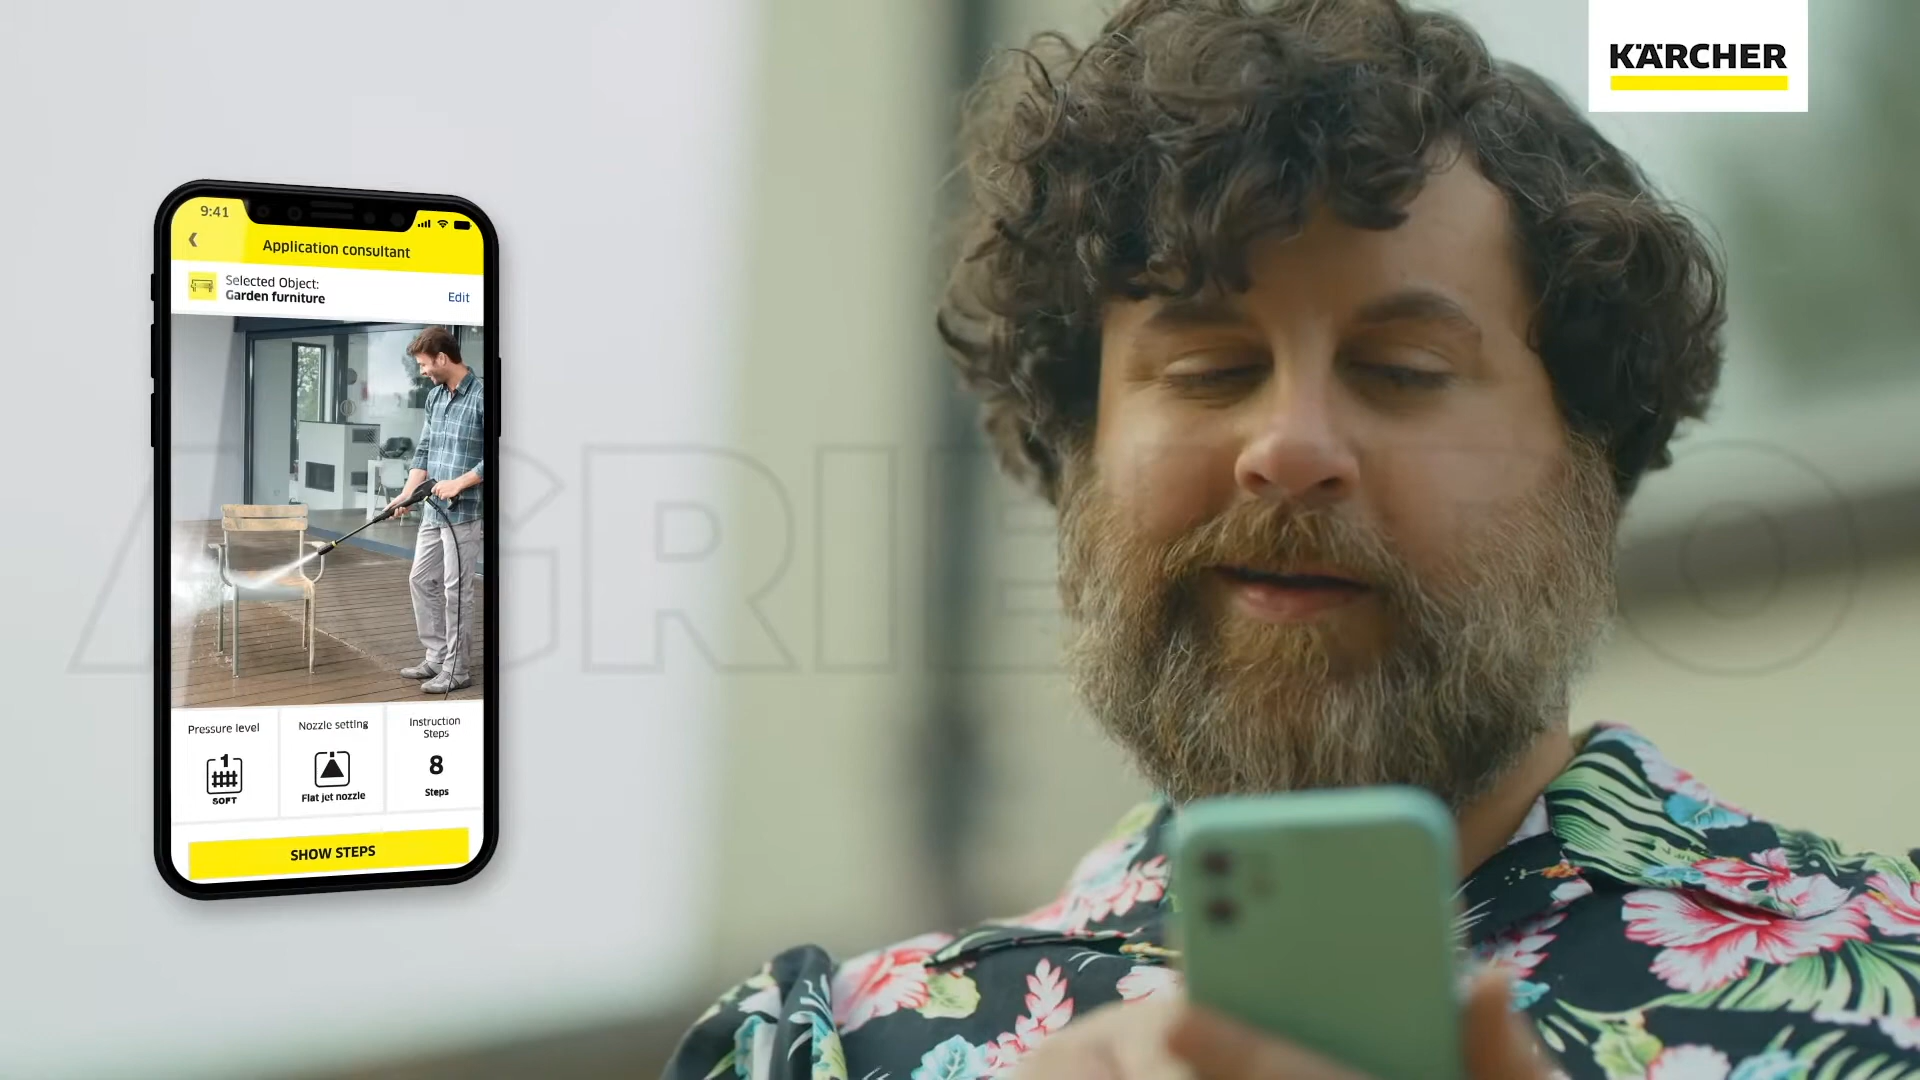 KÄRCHER
9:41
Application consultant
Selected Object:
Garden furniture
Edit
Pressure level
1
SOFT
Nozzle setting
Flat jet nozzle
Instruction
Steps
8
Steps
SHOW STEPS